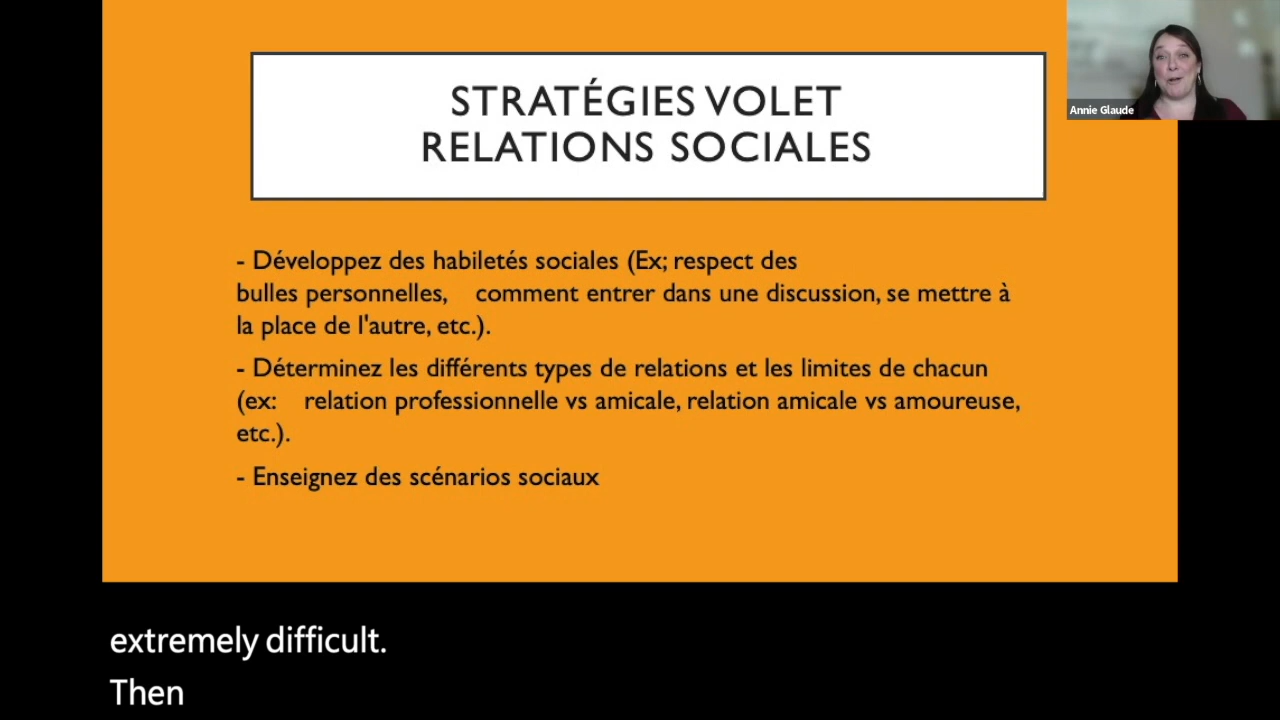 STRATÉGIES VOLET
RELATIONS SOCIALES
Annie Glaude
- Développez des habiletés sociales (Ex; respect des
bulles personnelles, comment entrer dans une discussion, se mettre à
la place de l'autre, etc.).
- Déterminez les différents types de relations et les limites de chacun
(ex: relation professionnelle vs amicale, relation amicale vs amoureuse,
etc.).
- Enseignez des scénarios sociaux
extremely difficult.
Then